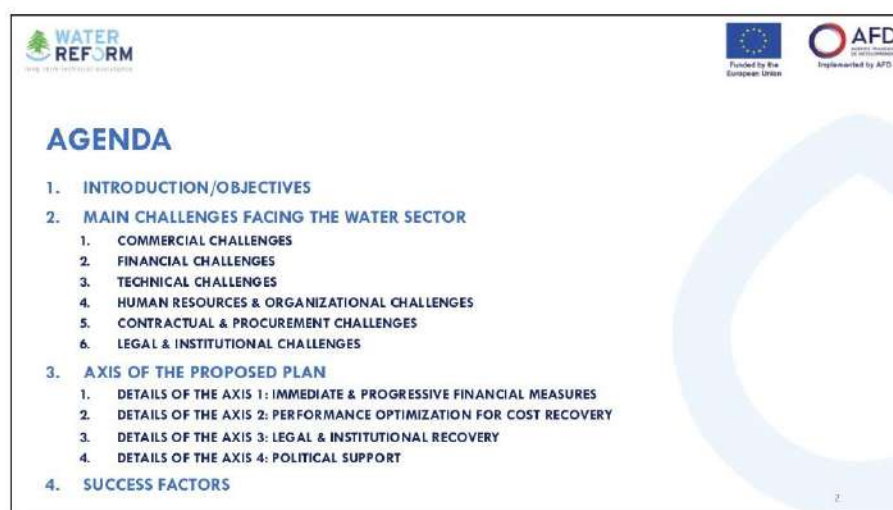 WATER
REFORM
long term technical assistance
Funded by the
European Union
AFD
Implemented by AFD
AGENDA
1. INTRODUCTION/OBJECTIVES
2. MAIN CHALLENGES FACING THE WATER SECTOR
1. COMMERCIAL CHALLENGES
2. FINANCIAL CHALLENGES
3. TECHNICAL CHALLENGES
4. HUMAN RESOURCES & ORGANIZATIONAL CHALLENGES
5. CONTRACTUAL & PROCUREMENT CHALLENGES
6. LEGAL & INSTITUTIONAL CHALLENGES
3. AXIS OF THE PROPOSED PLAN
1. DETAILS OF THE AXIS 1: IMMEDIATE & PROGRESSIVE FINANCIAL MEASURES
2. DETAILS OF THE AXIS 2: PERFORMANCE OPTIMIZATION FOR COST RECOVERY
3. DETAILS OF THE AXIS 3: LEGAL & INSTITUTIONAL RECOVERY
4. DETAILS OF THE AXIS 4: POLITICAL SUPPORT
4. SUCCESS FACTORS
2